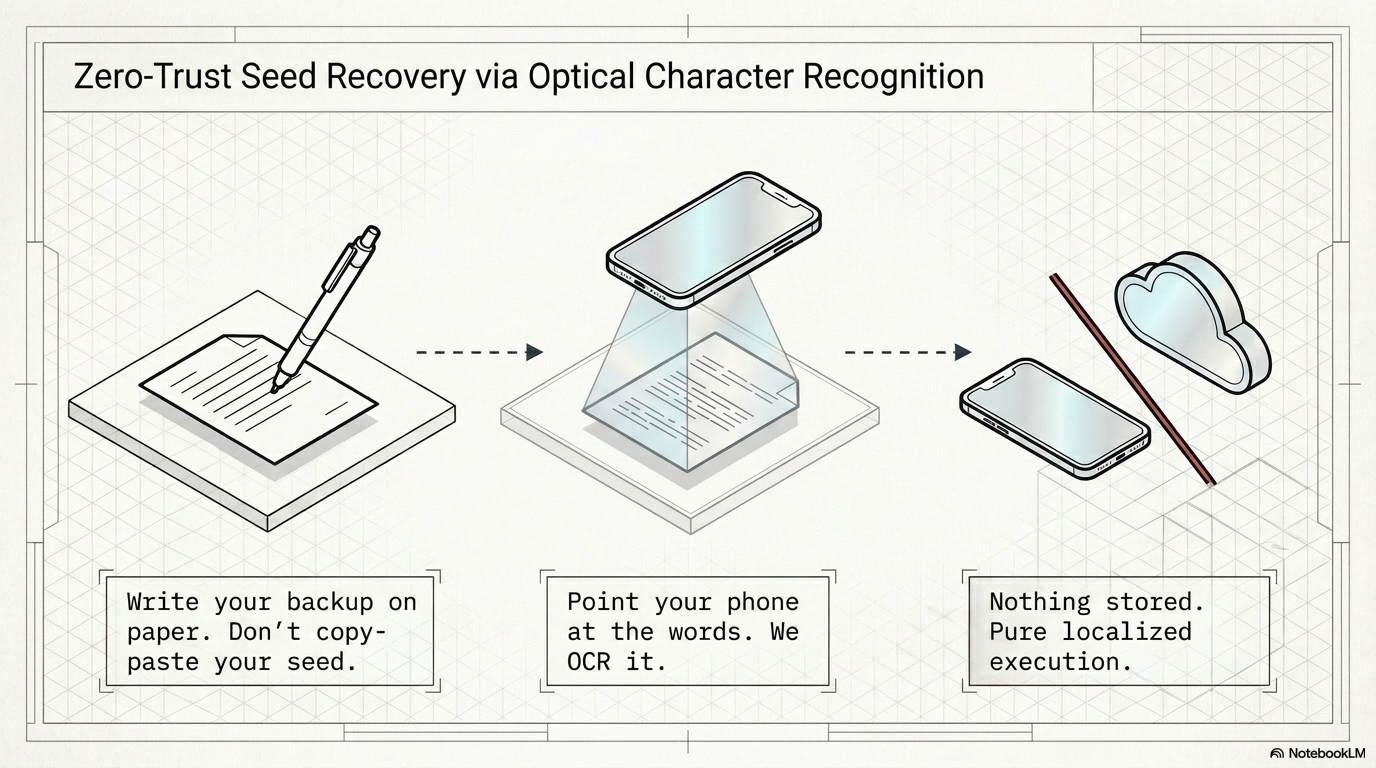 Zero-Trust Seed Recovery via Optical Character Recognition
Write your backup on
paper. Don’t copy-
paste your seed.
Point your phone
at the words. We
OCR it.
Nothing stored.
Pure localized
execution.
NotebookLM